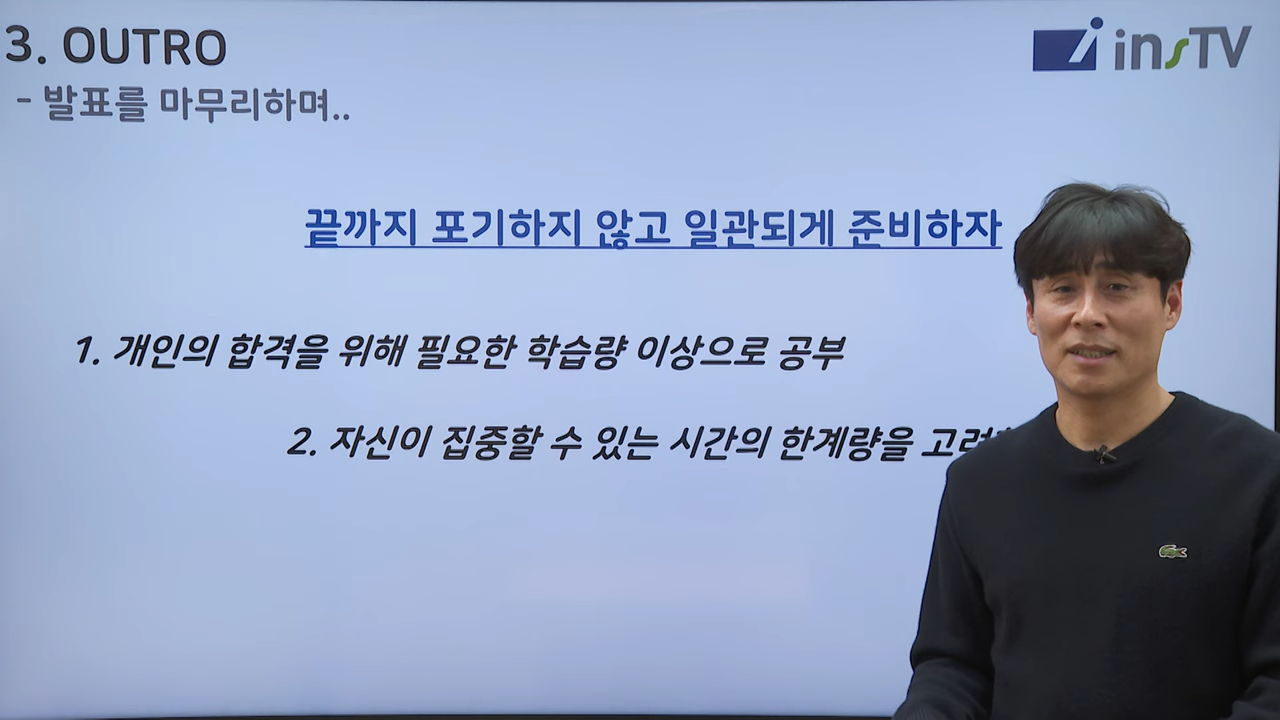 3. OUTRO
insTV
- 발표를 마무리하며..
끝까지 포기하지 않고 일관되게 준비하자
1. 개인의 합격을 위해 필요한 학습량 이상으로 공부
2. 자신이 집중할 수 있는 시간의 한계량을